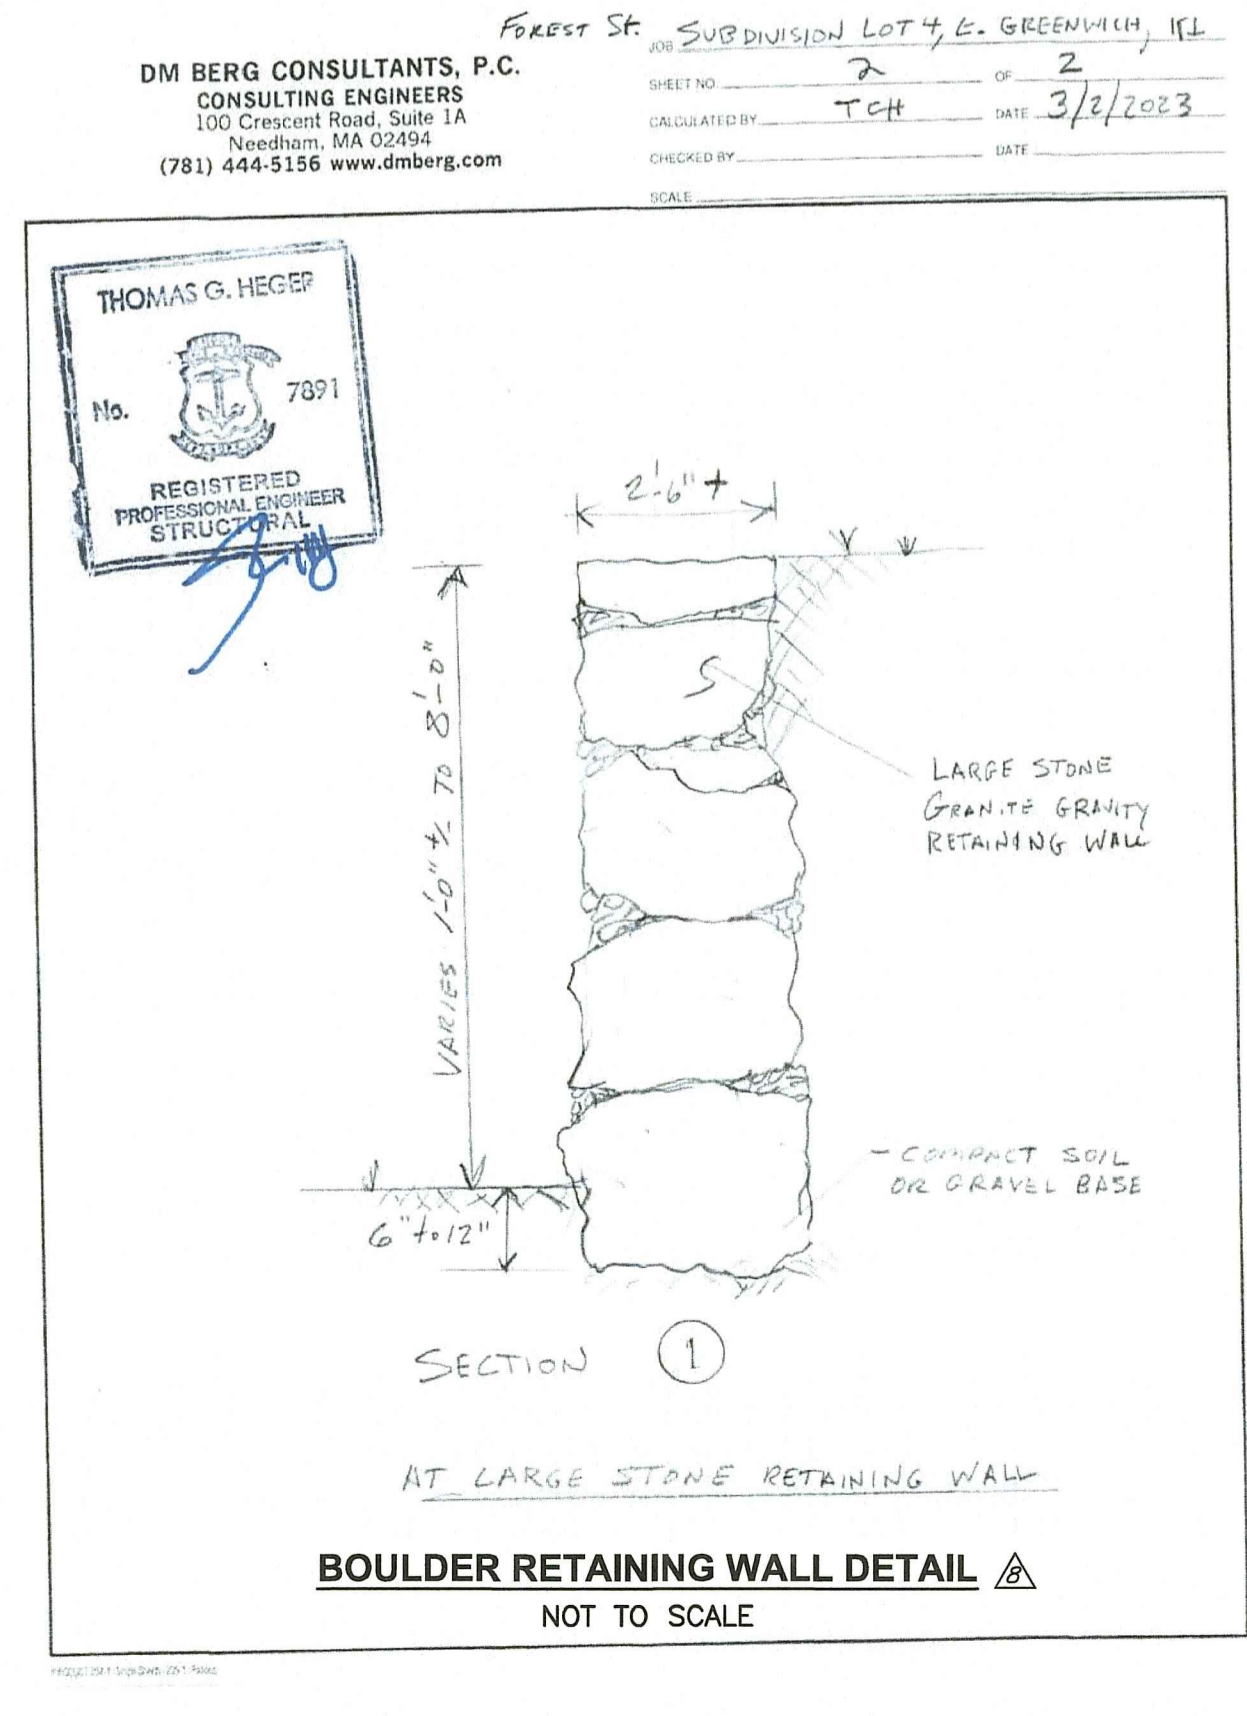 FOREST ST. JOB SUBDIVISION LOT 4, E. GREENWICH, RI
DM BERG CONSULTANTS, P.C.
CONSULTING ENGINEERS
100 Crescent Road, Suite 1A
Needham, MA 02494
(781) 444-5156 www.dmberg.com
SHEET NO. 2 OF 2
CALCULATED BY TCH DATE 3/2/2023
CHECKED BY DATE
SCALE
THOMAS G. HEGER
No. 7891
REGISTERED
PROFESSIONAL ENGINEER
STRUCTURAL
2'-6" +
VARIES 1'-0" +/- TO 8'-0"
LARGE STONE
GRANITE GRAVITY
RETAINING WALL
- COMPACT SOIL
OR GRAVEL BASE
6" to 12"
SECTION 1
AT LARGE STONE RETAINING WALL
BOULDER RETAINING WALL DETAIL 8
NOT TO SCALE